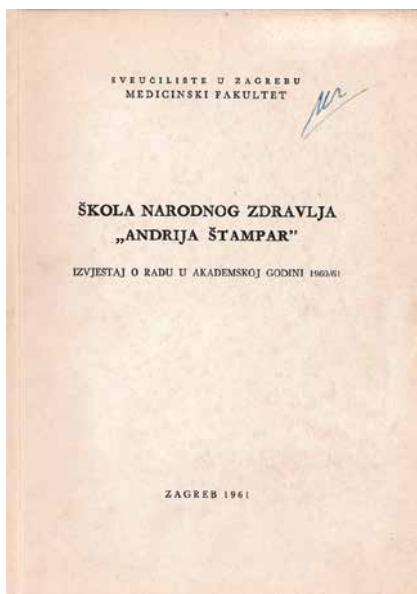 SVEUČILIŠTE U ZAGREBU
MEDICINSKI FAKULTET
ŠKOLA NARODNOG ZDRAVLJA
„ANDRIJA ŠTAMPAR”
IZVJEŠTAJ O RADU U AKADEMSKOJ GODINI 1960/61
ZAGREB 1961